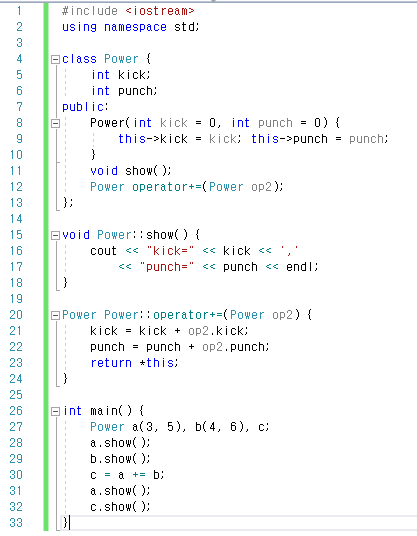 1 #include <iostream>
2 using namespace std;
3
4 class Power {
5     int kick;
6     int punch;
7 public:
8     Power(int kick = 0, int punch = 0) {
9         this->kick = kick; this->punch = punch;
10     }
11     void show();
12     Power operator+=(Power op2);
13 };
14
15 void Power::show() {
16     cout << "kick=" << kick << ','
17         << "punch=" << punch << endl;
18 }
19
20 Power Power::operator+=(Power op2) {
21     kick = kick + op2.kick;
22     punch = punch + op2.punch;
23     return *this;
24 }
25
26 int main() {
27     Power a(3, 5), b(4, 6), c;
28     a.show();
29     b.show();
30     c = a += b;
31     a.show();
32     c.show();
33 }